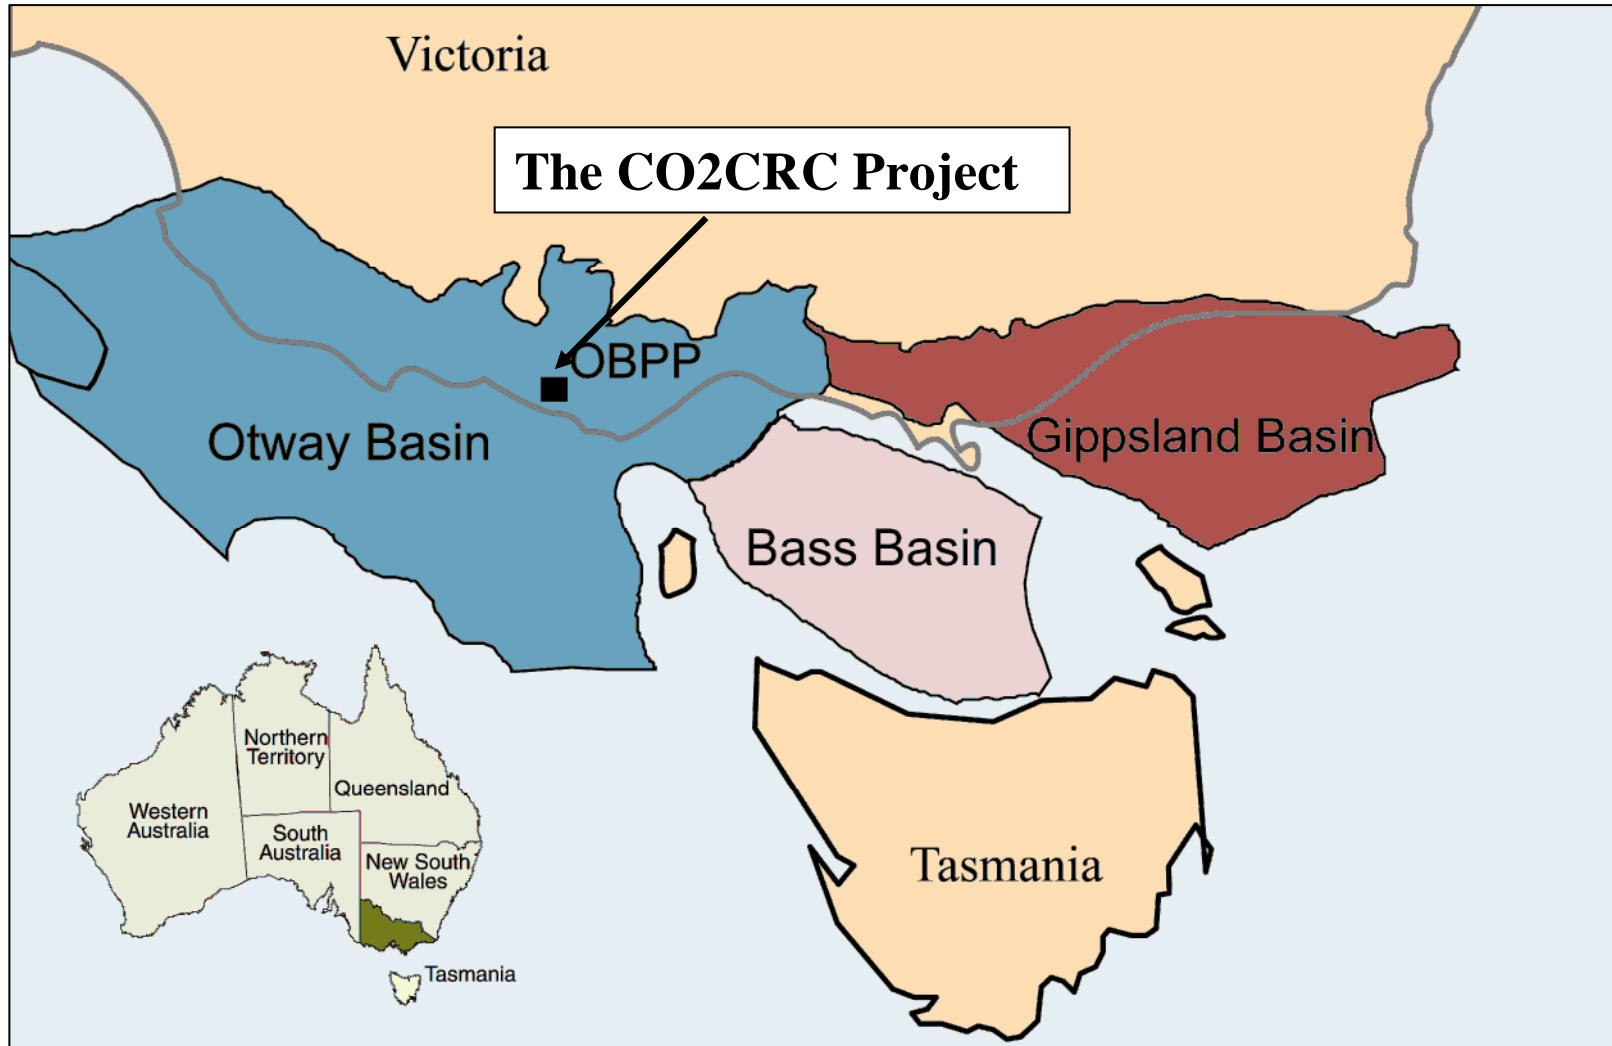 Victoria
The CO2CRC Project
OBPP
Otway Basin
Gippsland Basin
Bass Basin
Northern
Territory
Queensland
Western
Australia
South
Australia
New South
Wales
Tasmania
Tasmania